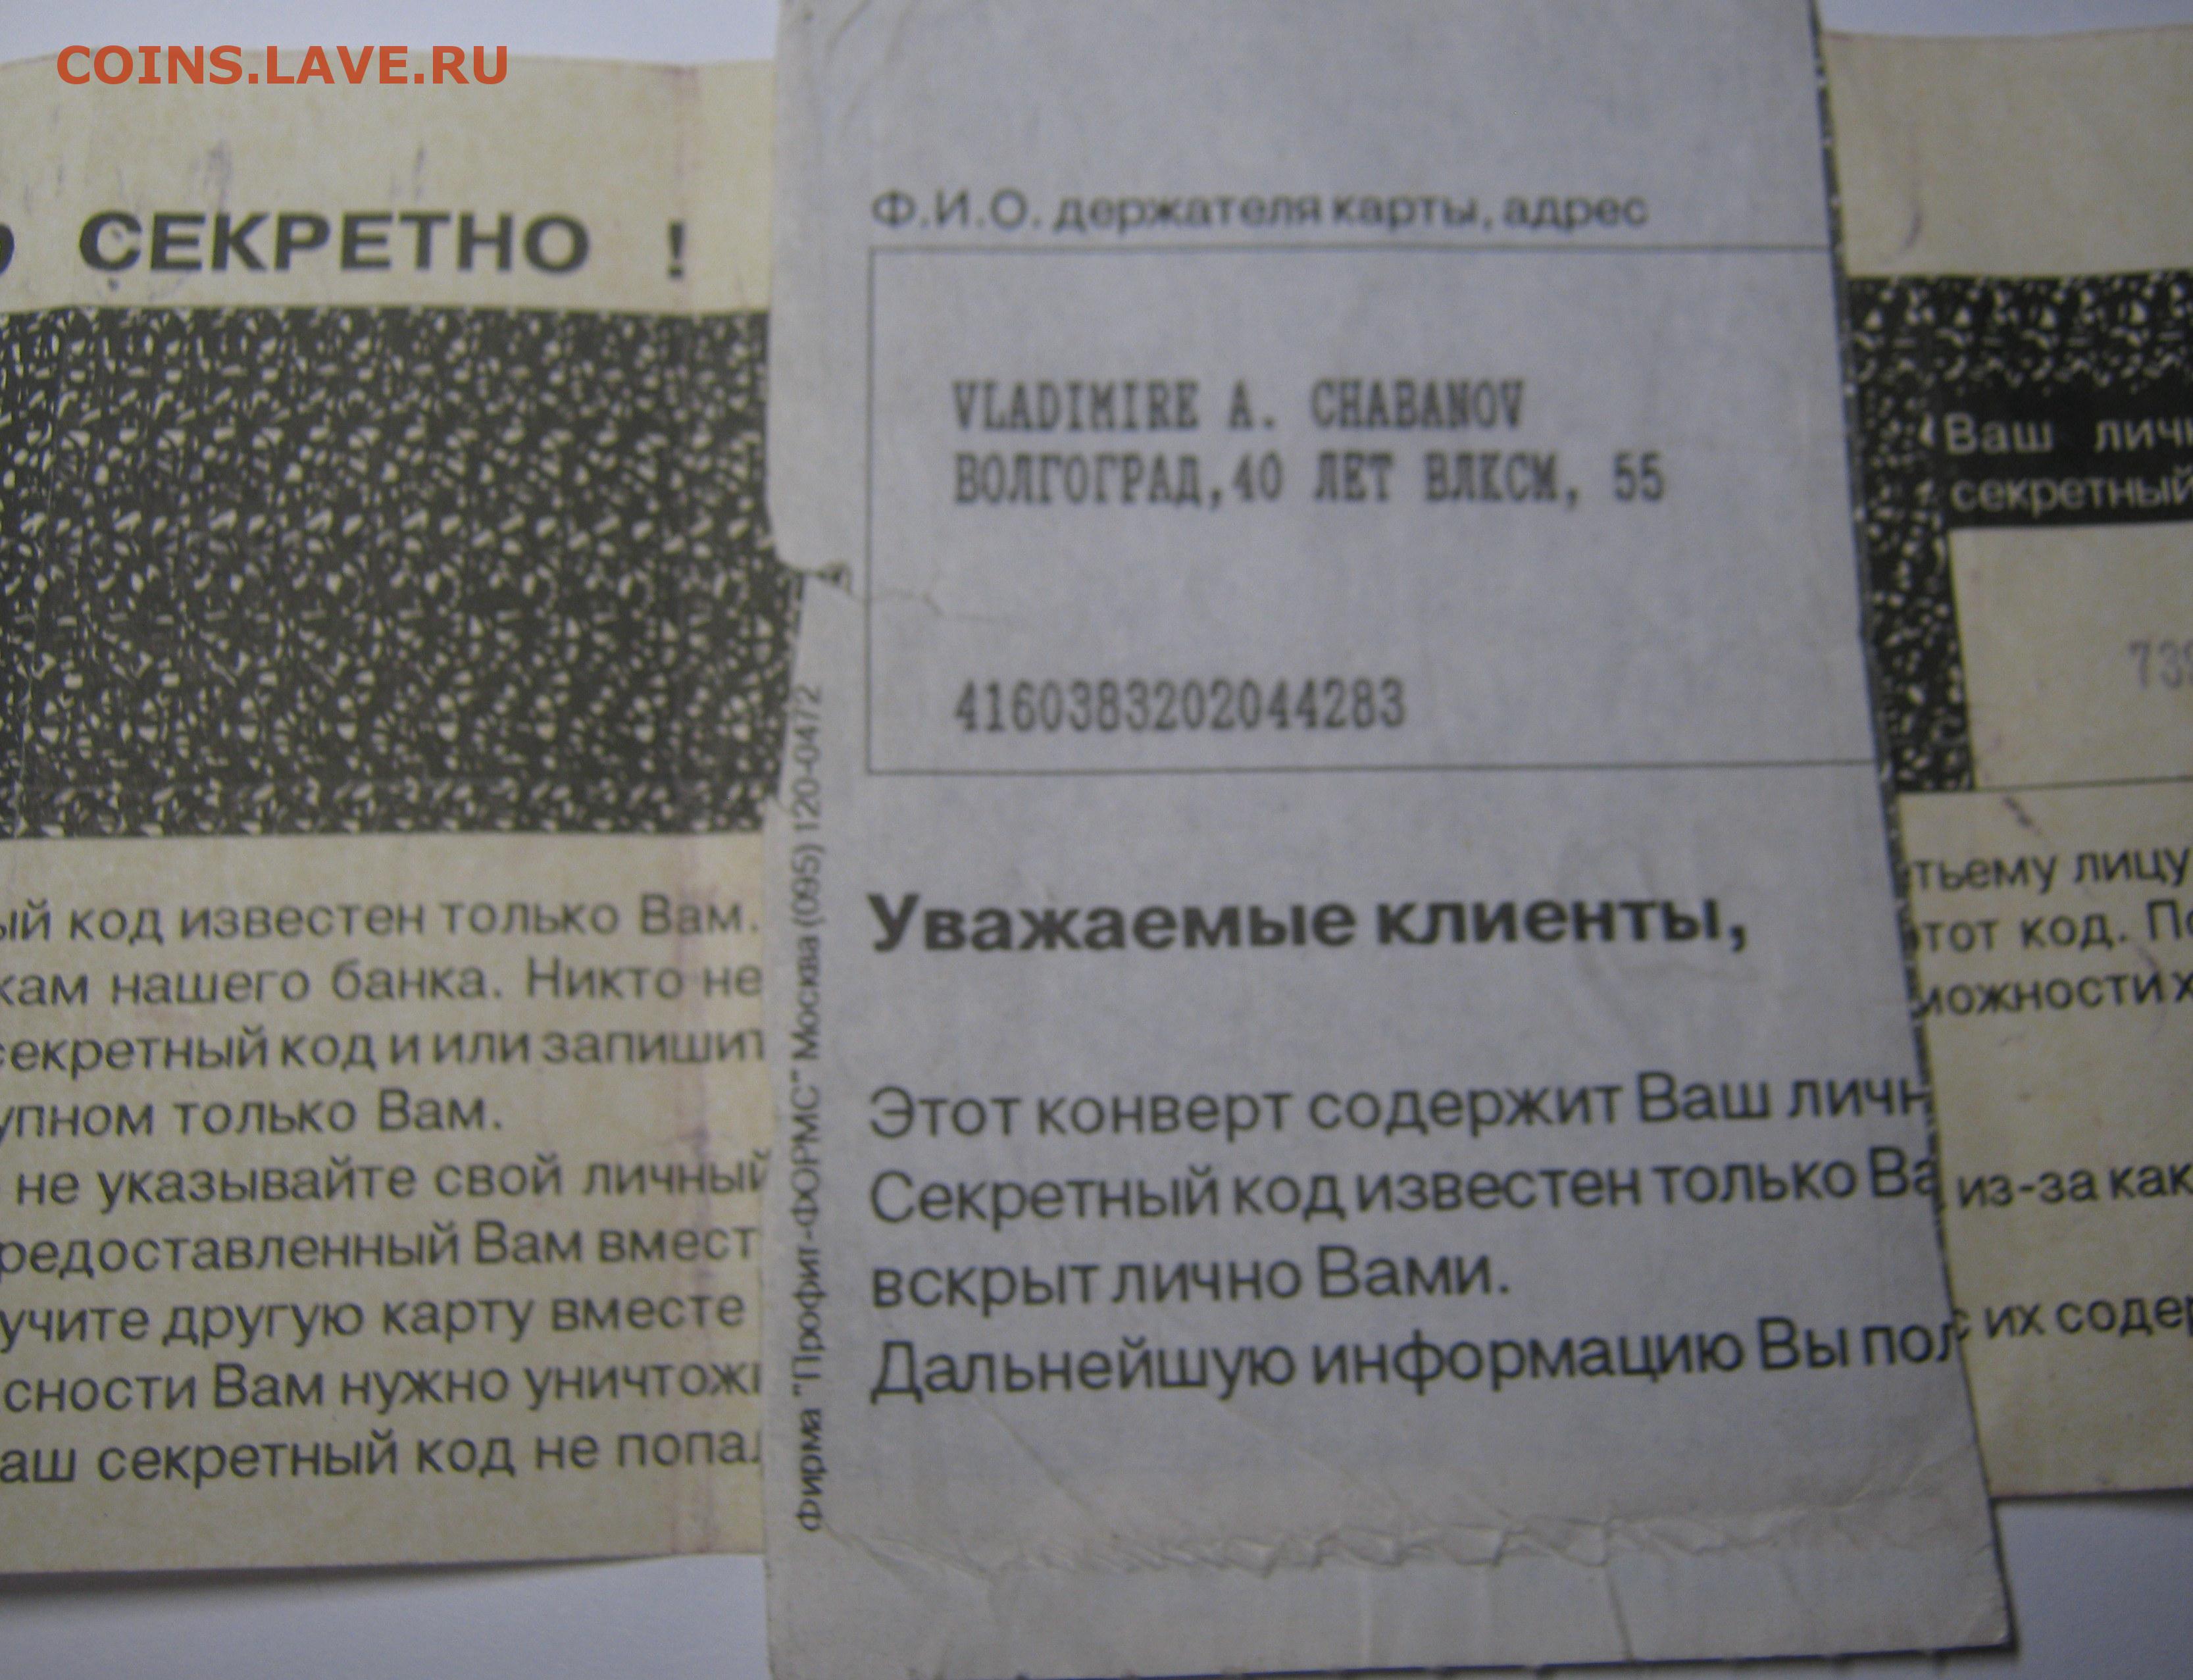 COINS.LAVE.RU
СЕКРЕТНО !
ый код известен только Вам.
кам нашего банка. Никто не
секретный код и или запишит
упном только Вам.
не указывайте свой личный
редоставленный Вам вмест
учите другую карту вместе
сности Вам нужно уничтож
аш секретный код не попа
Фирма "Профит-ФОРМС" Москва (095) 120-0472
Ф.И.О. держателя карты, адрес
VLADIMIRE A. CHABANOV
ВОЛГОГРАД,40 ЛЕТ ВЛКСМ, 55
4160383202044283
Уважаемые клиенты,
Этот конверт содержит Ваш личн
Секретный код известен только Ва
вскрыт лично Вами.
Дальнейшую информацию Вы пол
Ваш личн
секретный
73
тьему лицу
тот код. По
можности х
из-за как
с их содер